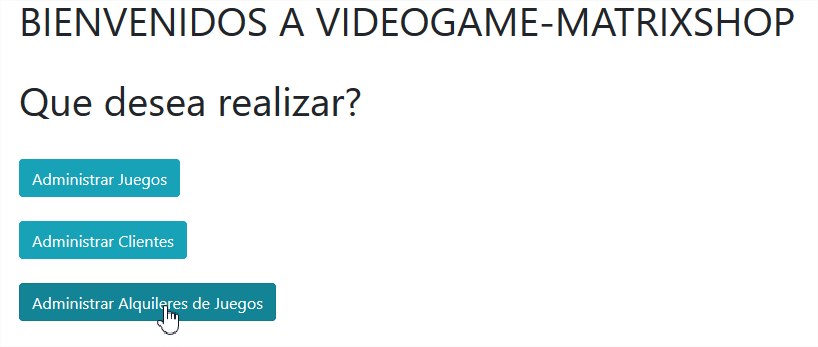 BIENVENIDOS A VIDEOGAME-MATRIXSHOP
Que desea realizar?
Administrar Juegos
Administrar Clientes
Administrar Alquileres de Juegos